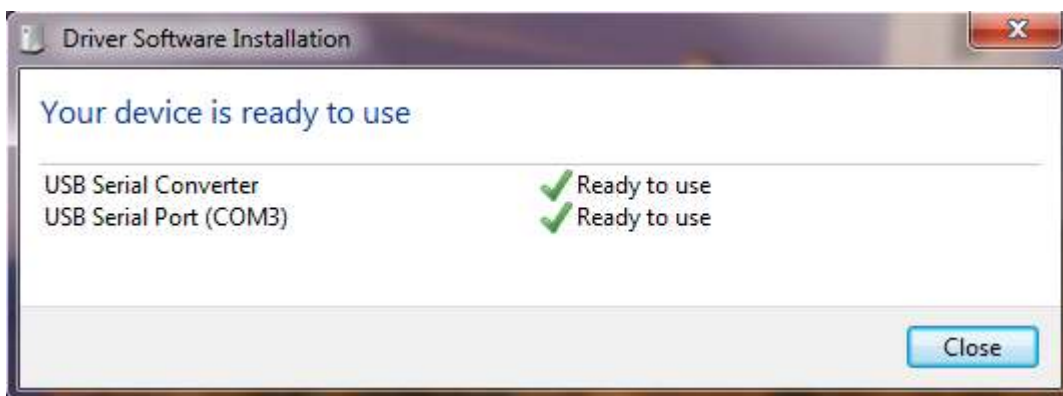 Driver Software Installation
Your device is ready to use
USB Serial Converter Ready to use
USB Serial Port (COM3) Ready to use
Close